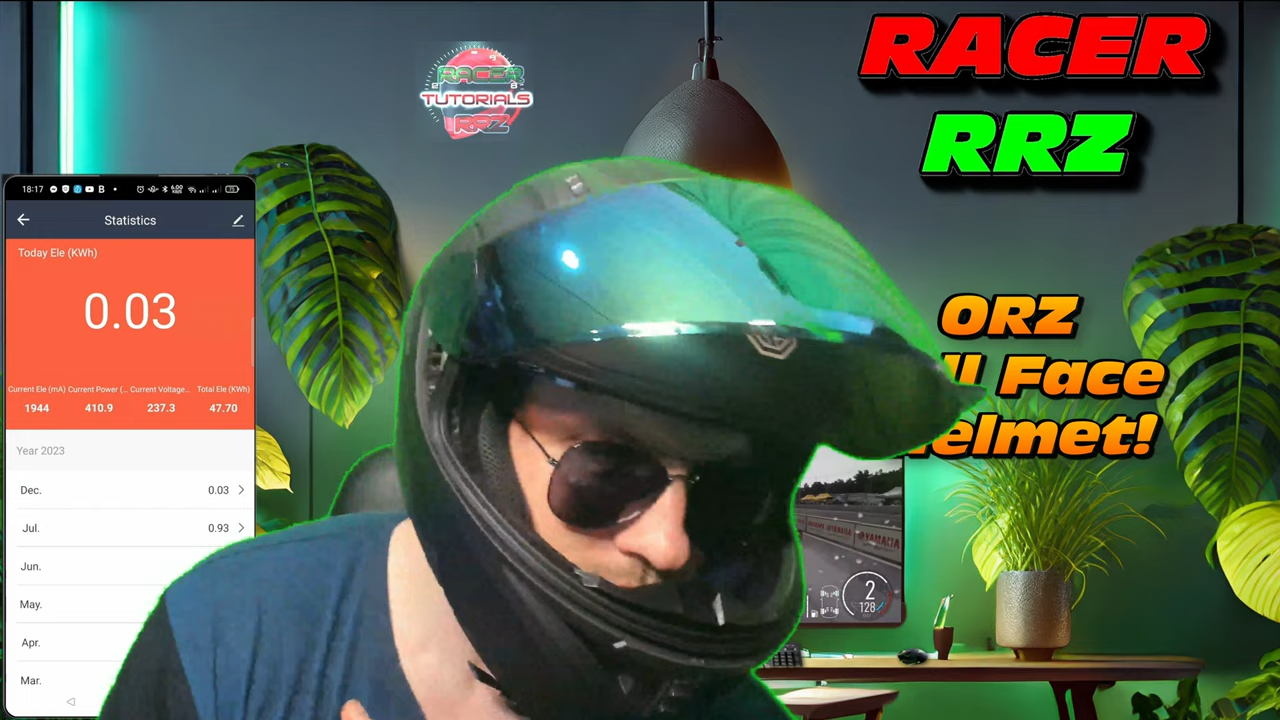 RACER
RRZ
RACER
TUTORIALS
RRZ
18:17
Statistics
Today Ele (KWh)
0.03
Current Ele (mA) Current Power (... Current Voltage... Total Ele (KWh)
1944 410.9 237.3 47.70
Year 2023
Dec. 0.03
Jul. 0.93
Jun.
May.
Apr.
Mar.
ORZ
ll Face
elmet!
YAMAHA
2
128